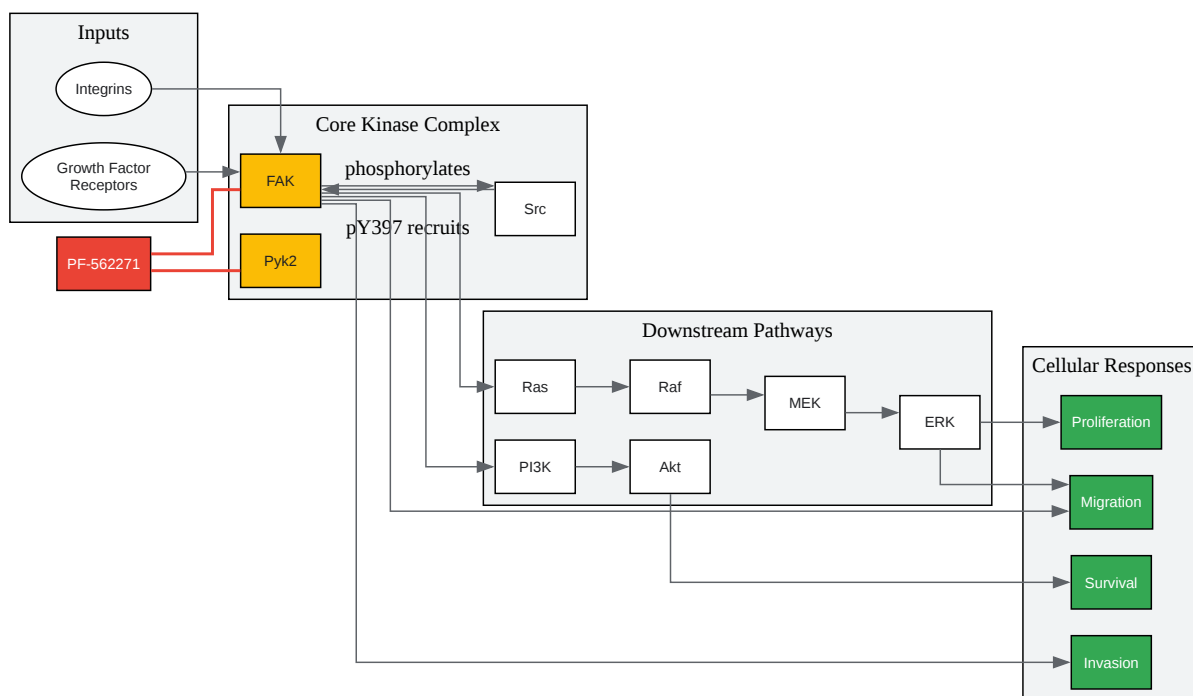 Inputs
Integrins
Growth Factor
Receptors
PF-562271
Core Kinase Complex
FAK
phosphorylates
Src
pY397 recruits
Pyk2
Downstream Pathways
Ras
Raf
MEK
ERK
PI3K
Akt
Cellular Responses
Proliferation
Migration
Survival
Invasion